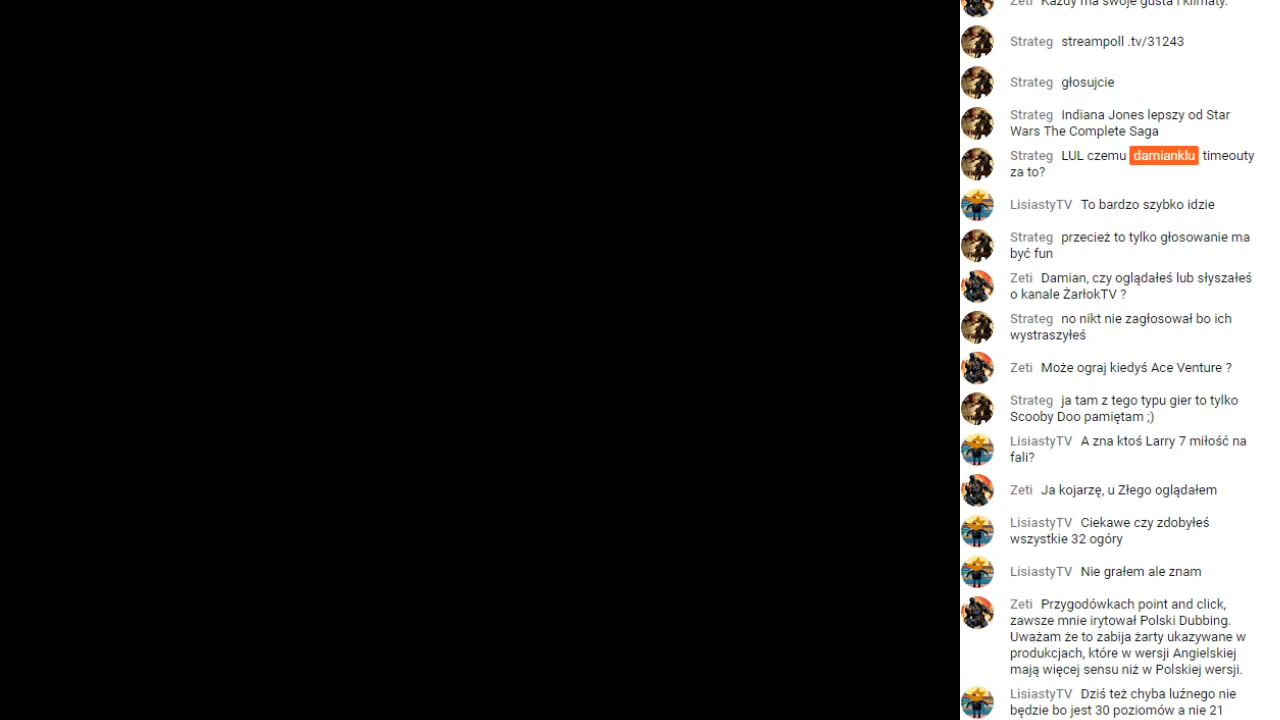 Zeti Każdy ma swoje gusta i klimaty.
Strateg streampoll .tv/31243
Strateg głosujcie
Strateg Indiana Jones lepszy od Star
Wars The Complete Saga
Strateg LUL czemu damianklu timeouty
za to?
LisiastyTV To bardzo szybko idzie
Strateg przecież to tylko głosowanie ma
być fun
Zeti Damian, czy oglądałeś lub słyszałeś
o kanale ŻarłokTV ?
Strateg no nikt nie zagłosował bo ich
wystraszyłeś
Zeti Może ograj kiedyś Ace Venture ?
Strateg ja tam z tego typu gier to tylko
Scooby Doo pamiętam ;)
LisiastyTV A zna ktoś Larry 7 miłość na
fali?
Zeti Ja kojarzę, u Złego oglądałem
LisiastyTV Ciekawe czy zdobyłeś
wszystkie 32 ogóry
LisiastyTV Nie grałem ale znam
Zeti Przygodówkach point and click,
zawsze mnie irytował Polski Dubbing.
Uważam że to zabija żarty ukazywane w
produkcjach, które w wersji Angielskiej
mają więcej sensu niż w Polskiej wersji.
LisiastyTV Dziś też chyba luźnego nie
będzie bo jest 30 poziomów a nie 21